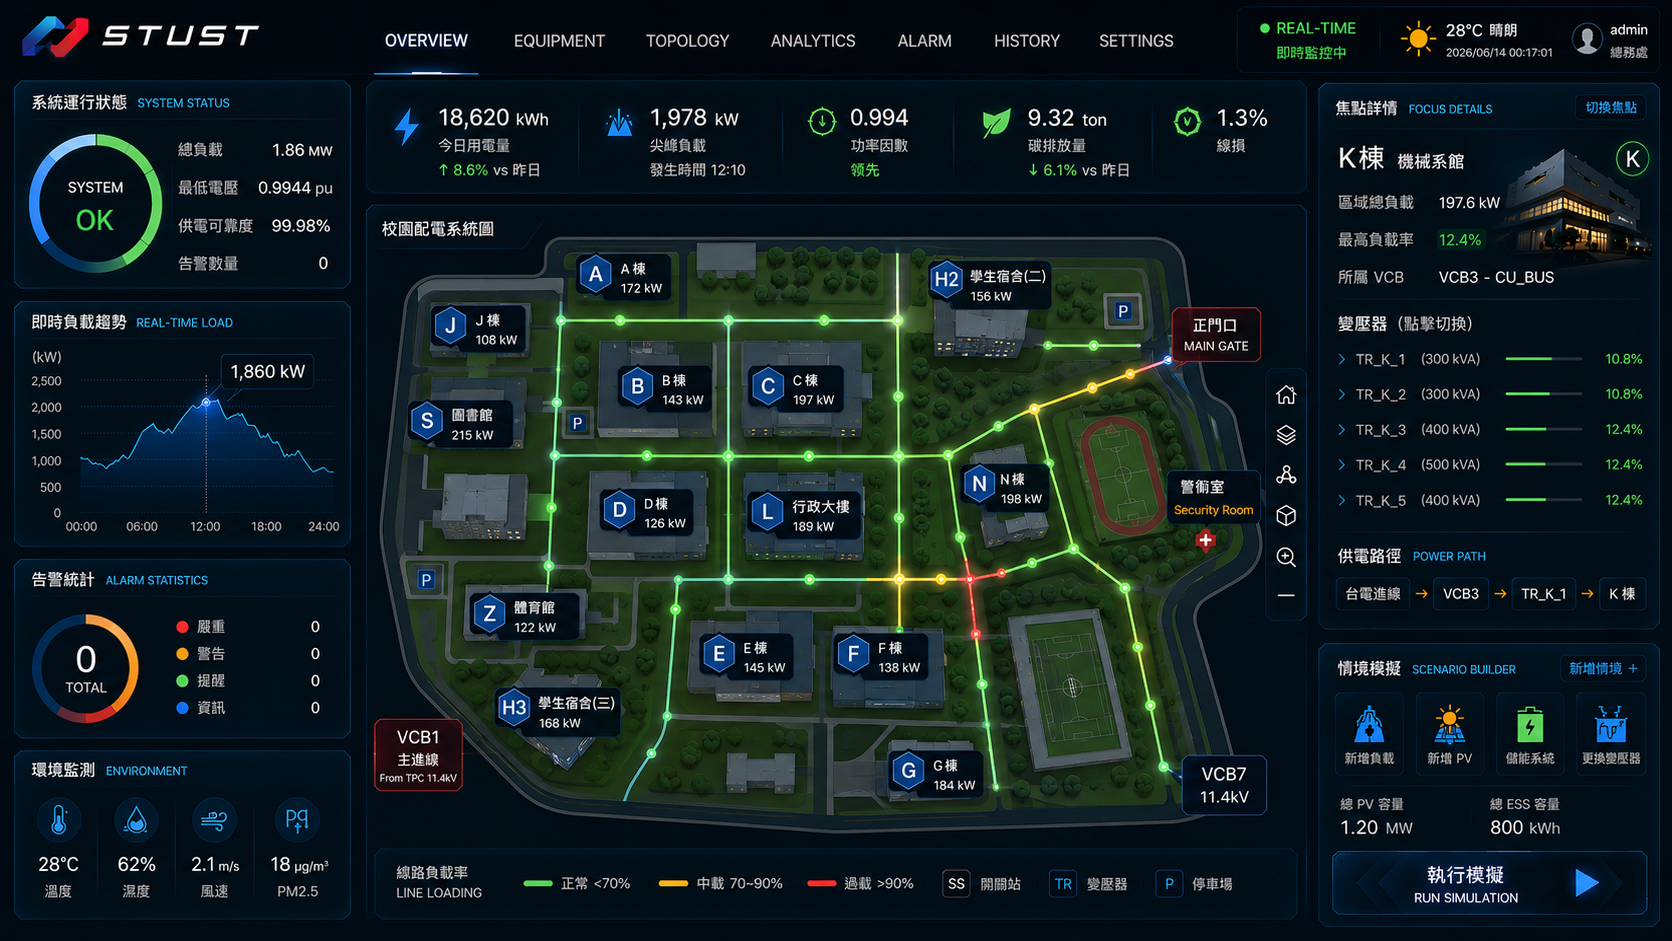 STUST
OVERVIEW
EQUIPMENT
TOPOLOGY
ANALYTICS
ALARM
HISTORY
SETTINGS
REAL-TIME
即時監控中
28°C 晴朗
2026/06/14 00:17:01
admin
總務處
系統運行狀態 SYSTEM STATUS
SYSTEM
OK
總負載 1.86 MW
最低電壓 0.9944 pu
供電可靠度 99.98%
告警數量 0
即時負載趨勢 REAL-TIME LOAD
(kW)
1,860 kW
2,500
2,000
1,500
1,000
500
0
00:00 06:00 12:00 18:00 24:00
告警統計 ALARM STATISTICS
0
TOTAL
嚴重 0
警告 0
提醒 0
資訊 0
環境監測 ENVIRONMENT
28°C
溫度
62%
濕度
2.1 m/s
風速
18 μg/m³
PM2.5
18,620 kWh
今日用電量
↑ 8.6% vs 昨日
1,978 kW
尖峰負載
發生時間 12:10
0.994
功率因數
領先
9.32 ton
碳排放量
↓ 6.1% vs 昨日
1.3%
線損
校園配電系統圖
A
A 棟
172 kW
H2
學生宿舍(二)
156 kW
P
J
J 棟
108 kW
正門口
MAIN GATE
B
B 棟
143 kW
C
C 棟
197 kW
S
圖書館
215 kW
P
N
N 棟
198 kW
D
D 棟
126 kW
L
行政大樓
189 kW
Security Room
P
Z
體育館
122 kW
E
E 棟
145 kW
F
F 棟
138 kW
H3
學生宿舍(三)
168 kW
VCB1
主進線
From TPC 11.4kV
G
G 棟
184 kW
VCB7
11.4kV
線路負載率
LINE LOADING
正常 <70%
中載 70~90%
過載 >90%
SS 開關站
TR 變壓器
P 停車場
焦點詳情 FOCUS DETAILS
切換焦點
K棟 機械系館
K
區域總負載 197.6 kW
最高負載率 12.4%
所屬 VCB VCB3 - CU_BUS
變壓器（點擊切換）
TR_K_1 (300 kVA) 10.8%
TR_K_2 (300 kVA) 10.8%
TR_K_3 (400 kVA) 12.4%
TR_K_4 (500 kVA) 12.4%
TR_K_5 (400 kVA) 12.4%
供電路徑 POWER PATH
台電進線 → VCB3 → TR_K_1 → K 棟
情境模擬 SCENARIO BUILDER
新增情境 +
新增負載
新增 PV
儲能系統
更換變壓器
總 PV 容量
1.20 MW
總 ESS 容量
800 kWh
執行模擬
RUN SIMULATION